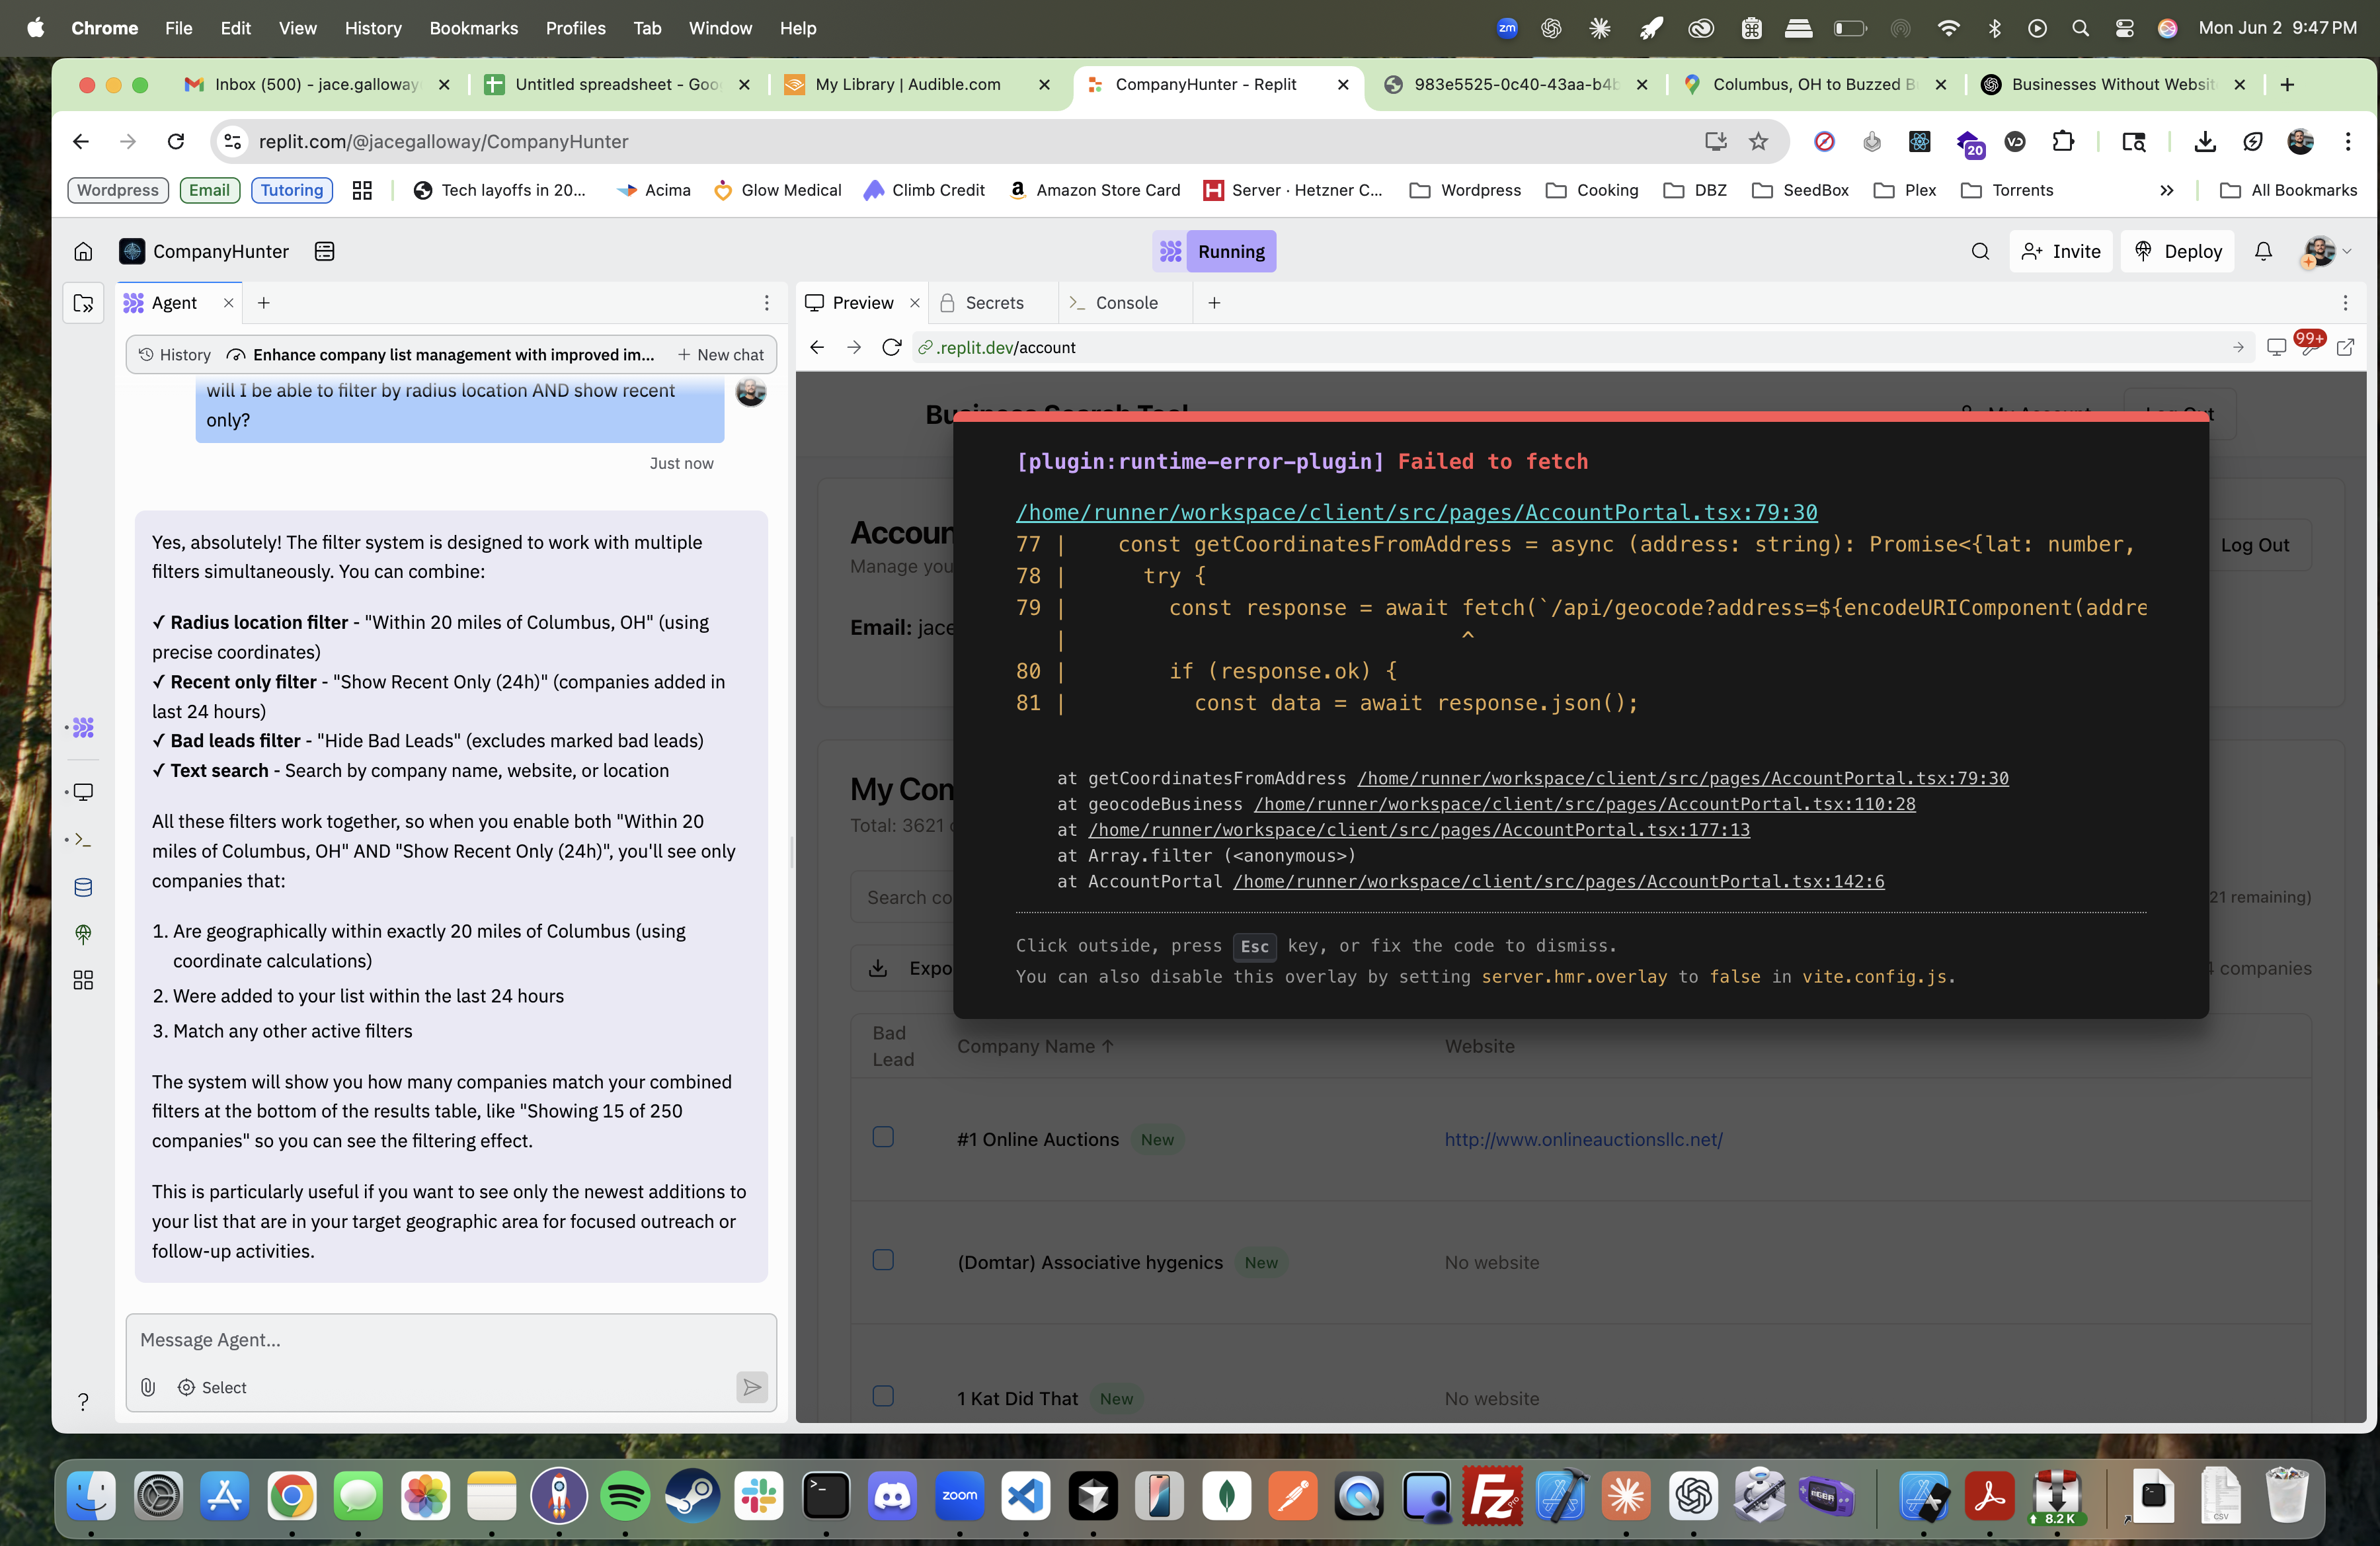 Chrome File Edit View History Bookmarks Profiles Tab Window Help
zm
Mon Jun 2 9:47 PM
Inbox (500) - jace.galloway
Untitled spreadsheet - Goo
My Library | Audible.com
CompanyHunter - Replit
983e5525-0c40-43aa-b4b
Columbus, OH to Buzzed B
Businesses Without Websit
replit.com/@jacegalloway/CompanyHunter
20
Wordpress
Email
Tutoring
Tech layoffs in 20...
Acima
Glow Medical
Climb Credit
Amazon Store Card
Server · Hetzner C...
Wordpress
Cooking
DBZ
SeedBox
Plex
Torrents
All Bookmarks
CompanyHunter
Running
Invite
Deploy
Agent
History
Enhance company list management with improved im...
New chat
will I be able to filter by radius location AND show recent
only?
Just now
Yes, absolutely! The filter system is designed to work with multiple
filters simultaneously. You can combine:
✓ Radius location filter - "Within 20 miles of Columbus, OH" (using
precise coordinates)
✓ Recent only filter - "Show Recent Only (24h)" (companies added in
last 24 hours)
✓ Bad leads filter - "Hide Bad Leads" (excludes marked bad leads)
✓ Text search - Search by company name, website, or location
All these filters work together, so when you enable both "Within 20
miles of Columbus, OH" AND "Show Recent Only (24h)", you'll see only
companies that:
1. Are geographically within exactly 20 miles of Columbus (using
coordinate calculations)
2. Were added to your list within the last 24 hours
3. Match any other active filters
The system will show you how many companies match your combined
filters at the bottom of the results table, like "Showing 15 of 250
companies" so you can see the filtering effect.
This is particularly useful if you want to see only the newest additions to
your list that are in your target geographic area for focused outreach or
follow-up activities.
Message Agent...
Select
Preview
Secrets
Console
.replit.dev/account
99+
Business Search Tool
My Account
Log Out
Accoun
Manage you
Log Out
Email: jace
My Com
Total: 3621
Search co
21 remaining)
Expo
companies
[plugin:runtime-error-plugin] Failed to fetch
/home/runner/workspace/client/src/pages/AccountPortal.tsx:79:30
77 | const getCoordinatesFromAddress = async (address: string): Promise<{lat: number,
78 | try {
79 | const response = await fetch(`/api/geocode?address=${encodeURIComponent(addre
| ^
80 | if (response.ok) {
81 | const data = await response.json();
at getCoordinatesFromAddress /home/runner/workspace/client/src/pages/AccountPortal.tsx:79:30
at geocodeBusiness /home/runner/workspace/client/src/pages/AccountPortal.tsx:110:28
at /home/runner/workspace/client/src/pages/AccountPortal.tsx:177:13
at Array.filter (<anonymous>)
at AccountPortal /home/runner/workspace/client/src/pages/AccountPortal.tsx:142:6
Click outside, press Esc key, or fix the code to dismiss.
You can also disable this overlay by setting server.hmr.overlay to false in vite.config.js.
Bad
Lead
Company Name ↑
Website
#1 Online Auctions New
http://www.onlineauctionsllc.net/
(Domtar) Associative hygenics New
No website
1 Kat Did That New
No website
zoom
8.2 K
CSV